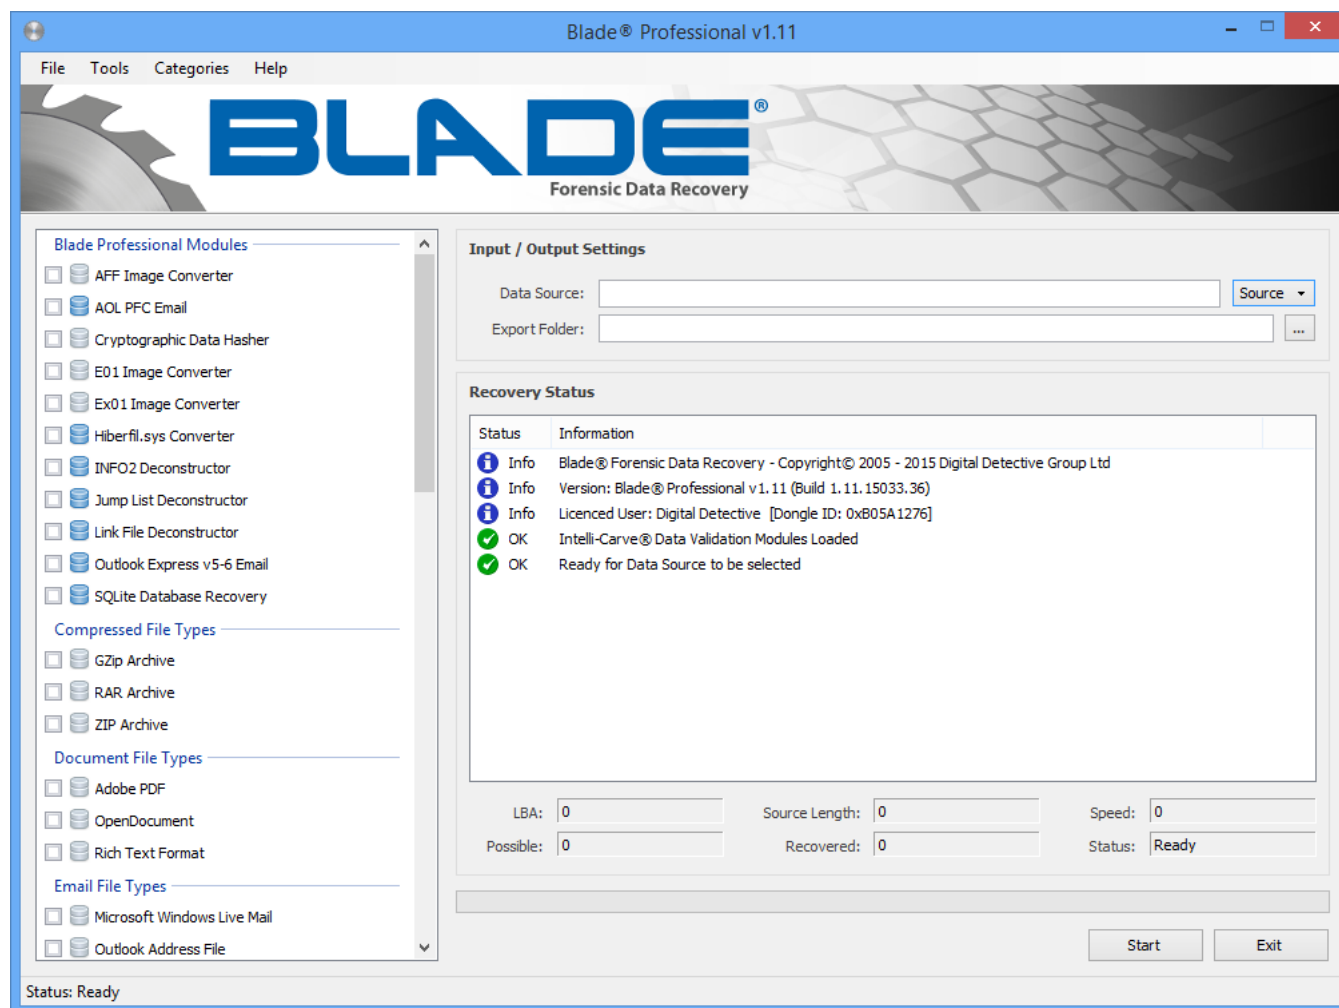 Blade® Professional v1.11
File Tools Categories Help
BLADE®
Forensic Data Recovery
Blade Professional Modules
AFF Image Converter
AOL PFC Email
Cryptographic Data Hasher
E01 Image Converter
Ex01 Image Converter
Hiberfil.sys Converter
INFO2 Deconstructor
Jump List Deconstructor
Link File Deconstructor
Outlook Express v5-6 Email
SQLite Database Recovery
Compressed File Types
GZip Archive
RAR Archive
ZIP Archive
Document File Types
Adobe PDF
OpenDocument
Rich Text Format
Email File Types
Microsoft Windows Live Mail
Outlook Address File
Input / Output Settings
Data Source: Source
Export Folder: ...
Recovery Status
Status Information
Info Blade® Forensic Data Recovery - Copyright© 2005 - 2015 Digital Detective Group Ltd
Info Version: Blade® Professional v1.11 (Build 1.11.15033.36)
Info Licenced User: Digital Detective [Dongle ID: 0xB05A1276]
OK Intelli-Carve® Data Validation Modules Loaded
OK Ready for Data Source to be selected
LBA: 0 Source Length: 0 Speed: 0
Possible: 0 Recovered: 0 Status: Ready
Start Exit
Status: Ready